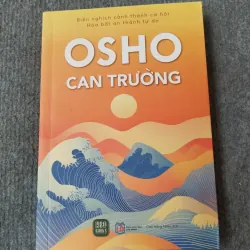 Biến nghịch cảnh thành cơ hội
Hóa bất an thành tự do
OSHO
CAN TRƯỜNG